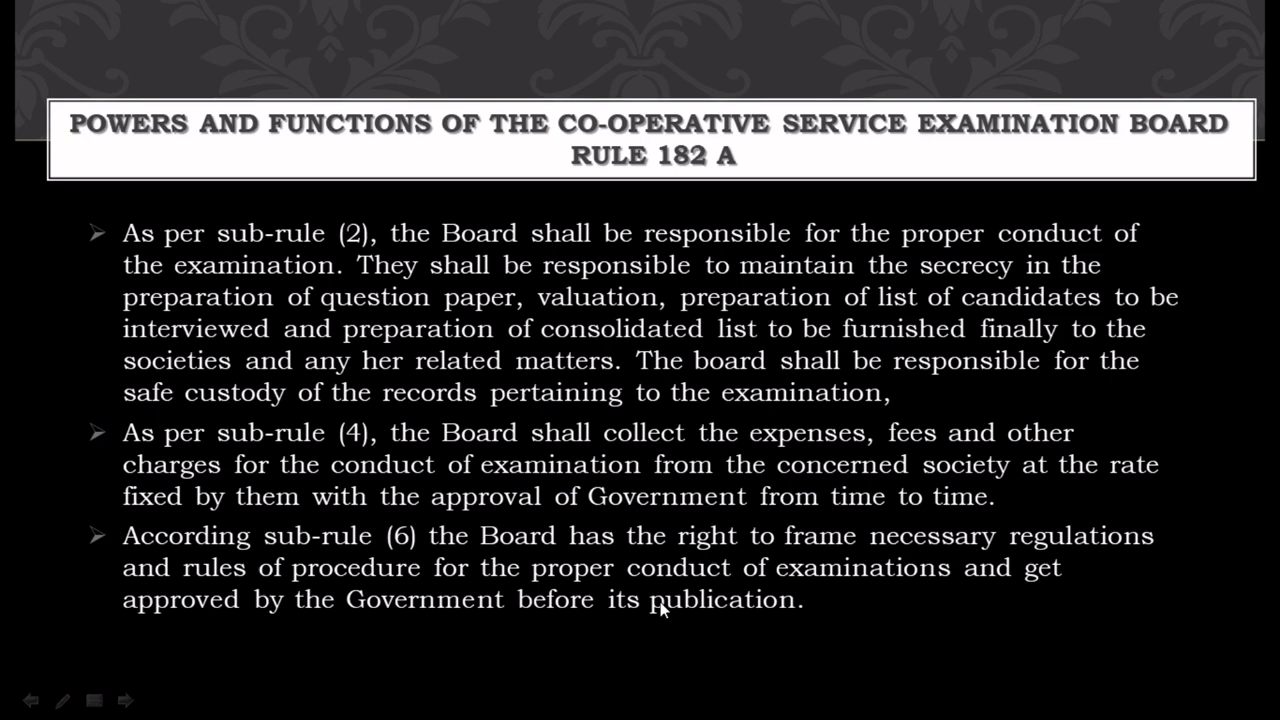 POWERS AND FUNCTIONS OF THE CO-OPERATIVE SERVICE EXAMINATION BOARD
RULE 182 A
As per sub-rule (2), the Board shall be responsible for the proper conduct of
the examination. They shall be responsible to maintain the secrecy in the
preparation of question paper, valuation, preparation of list of candidates to be
interviewed and preparation of consolidated list to be furnished finally to the
societies and any her related matters. The board shall be responsible for the
safe custody of the records pertaining to the examination,
As per sub-rule (4), the Board shall collect the expenses, fees and other
charges for the conduct of examination from the concerned society at the rate
fixed by them with the approval of Government from time to time.
According sub-rule (6) the Board has the right to frame necessary regulations
and rules of procedure for the proper conduct of examinations and get
approved by the Government before its publication.